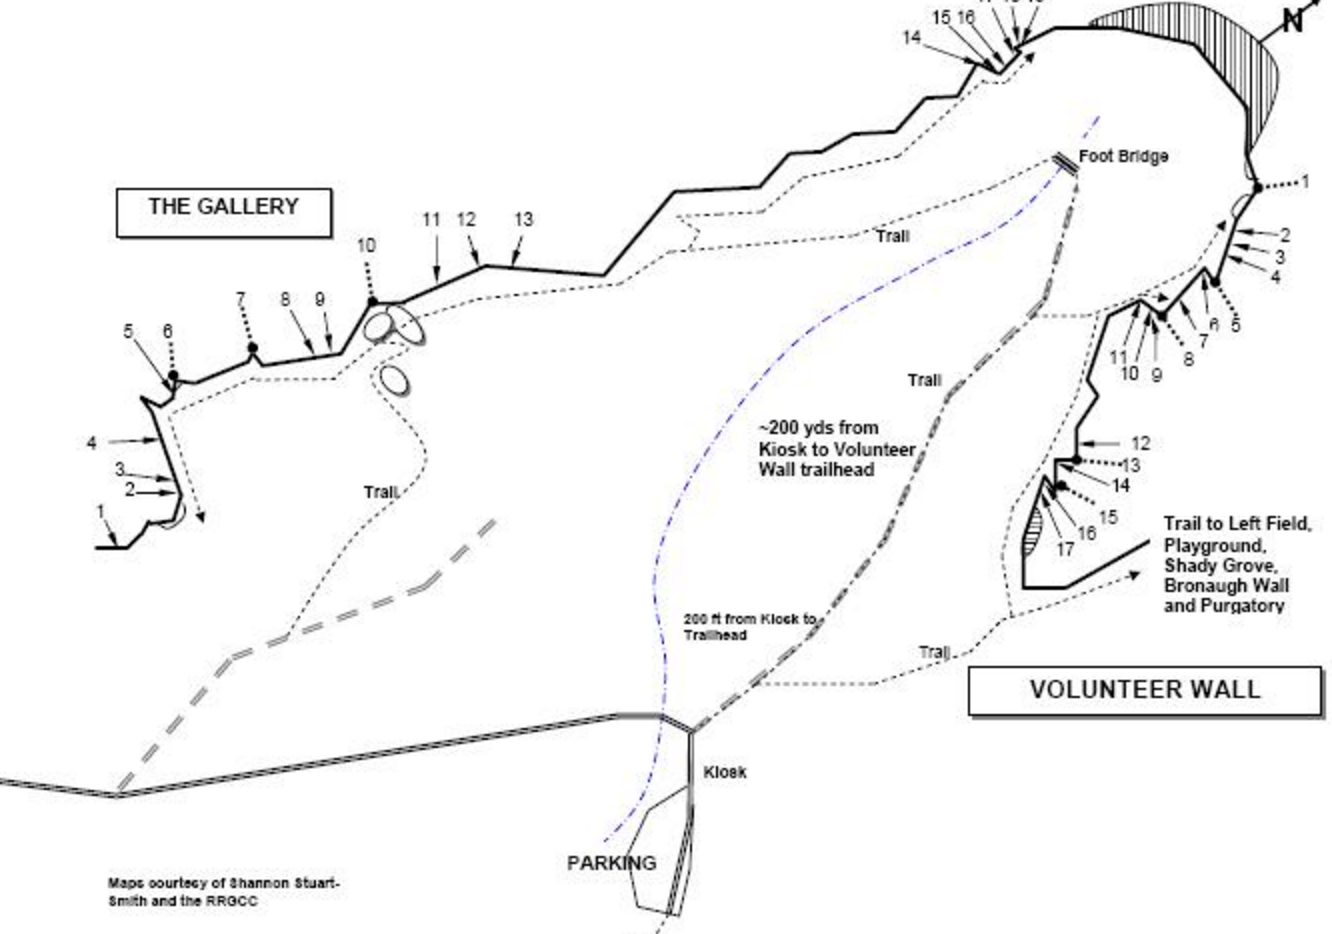 15 16
14
N
Foot Bridge
THE GALLERY
1
11 12 13
10
Trail
2
3
4
7
8 9
5 6
6 5
7
8
11 10 9
Trail
~200 yds from
Kiosk to Volunteer
Wall trailhead
4
3
2
1
Trail
12
13
14
15
16
17
Trail to Left Field,
Playground,
Shady Grove,
Bronaugh Wall
and Purgatory
200 ft from Kiosk to
Trailhead
Trail
VOLUNTEER WALL
Kiosk
PARKING
Maps courtesy of Shannon Stuart-
Smith and the RRGCC